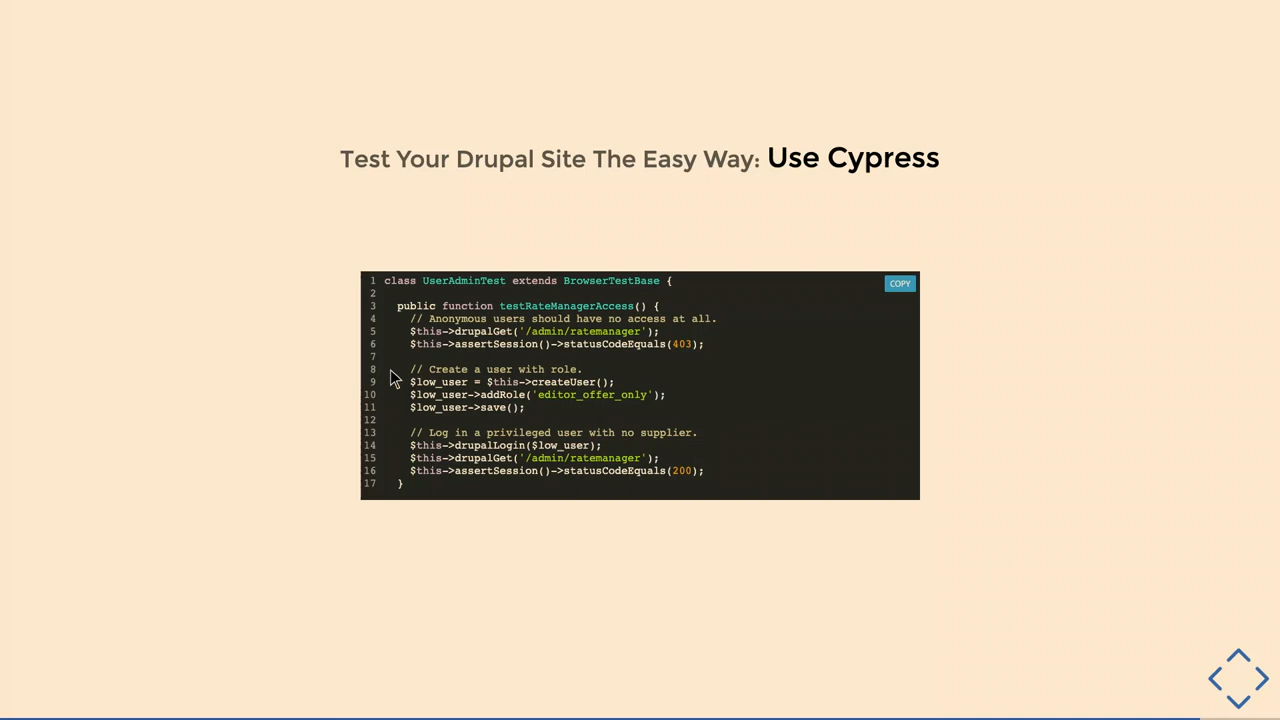 Test Your Drupal Site The Easy Way: Use Cypress
COPY
1 class UserAdminTest extends BrowserTestBase {
2
3   public function testRateManagerAccess() {
4     // Anonymous users should have no access at all.
5     $this->drupalGet('/admin/ratemanager');
6     $this->assertSession()->statusCodeEquals(403);
7
8     // Create a user with role.
9     $low_user = $this->createUser();
10     $low_user->addRole('editor_offer_only');
11     $low_user->save();
12
13     // Log in a privileged user with no supplier.
14     $this->drupalLogin($low_user);
15     $this->drupalGet('/admin/ratemanager');
16     $this->assertSession()->statusCodeEquals(200);
17   }